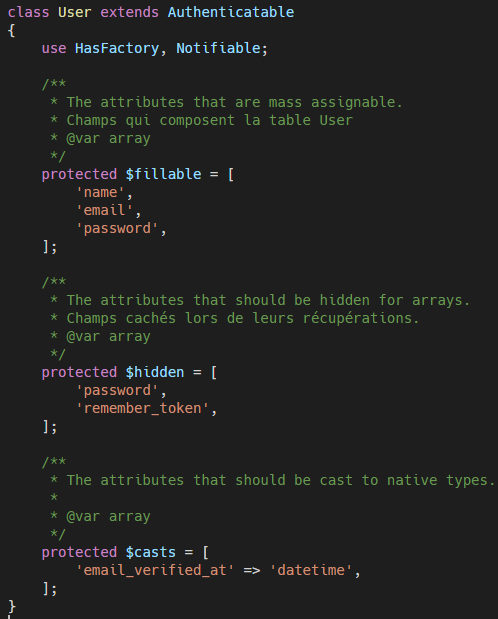 class User extends Authenticatable
{
    use HasFactory, Notifiable;

    /**
     * The attributes that are mass assignable.
     * Champs qui composent la table User
     * @var array
     */
    protected $fillable = [
        'name',
        'email',
        'password',
    ];

    /**
     * The attributes that should be hidden for arrays.
     * Champs cachés lors de leurs récupérations.
     * @var array
     */
    protected $hidden = [
        'password',
        'remember_token',
    ];

    /**
     * The attributes that should be cast to native types.
     *
     * @var array
     */
    protected $casts = [
        'email_verified_at' => 'datetime',
    ];
}